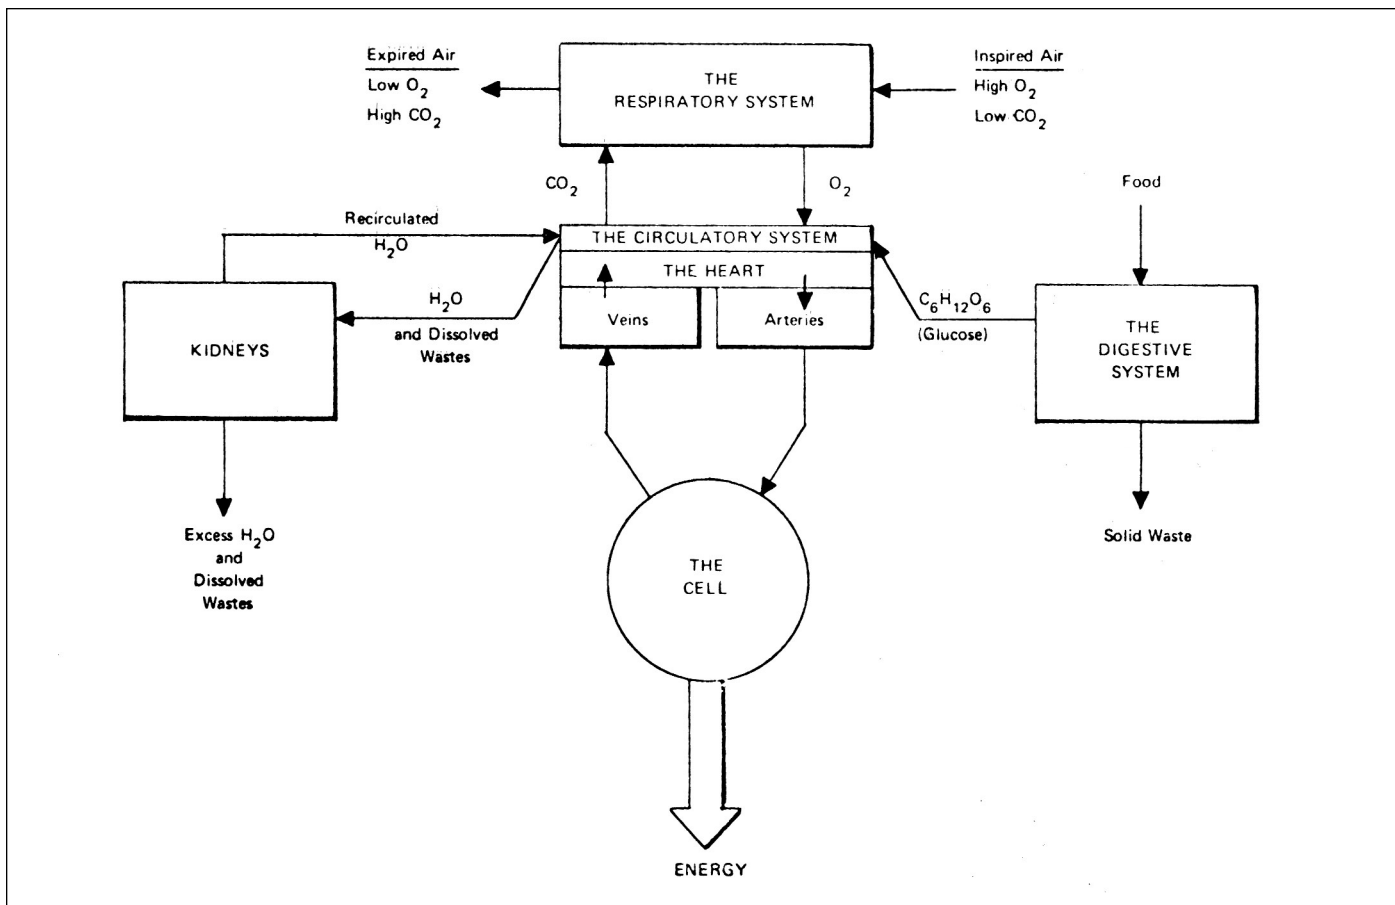 Expired Air
Low O₂
High CO₂
THE
RESPIRATORY SYSTEM
Inspired Air
High O₂
Low CO₂
CO₂
O₂
Food
Recirculated
H₂O
THE CIRCULATORY SYSTEM
THE HEART
Veins
Arteries
H₂O
and Dissolved
Wastes
KIDNEYS
C₆H₁₂O₆
(Glucose)
THE
DIGESTIVE
SYSTEM
Excess H₂O
and
Dissolved
Wastes
THE
CELL
Solid Waste
ENERGY